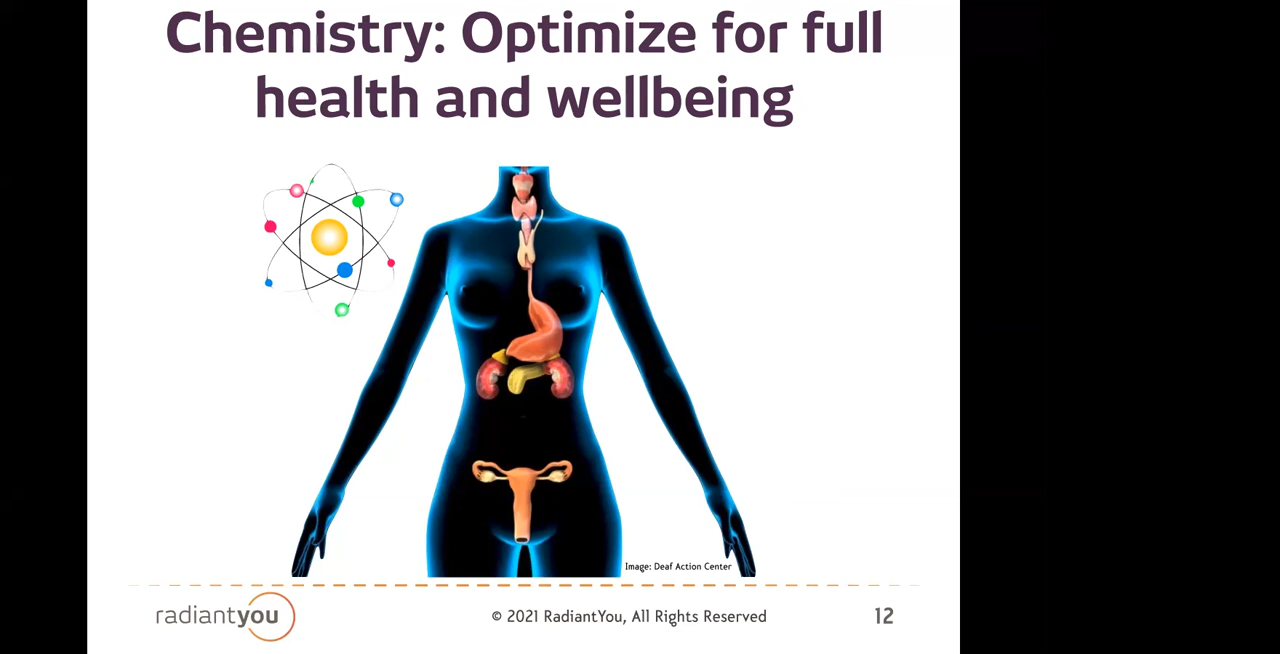 Chemistry: Optimize for full
health and wellbeing
Image: Deaf Action Center
radiantyou
© 2021 RadiantYou, All Rights Reserved
12